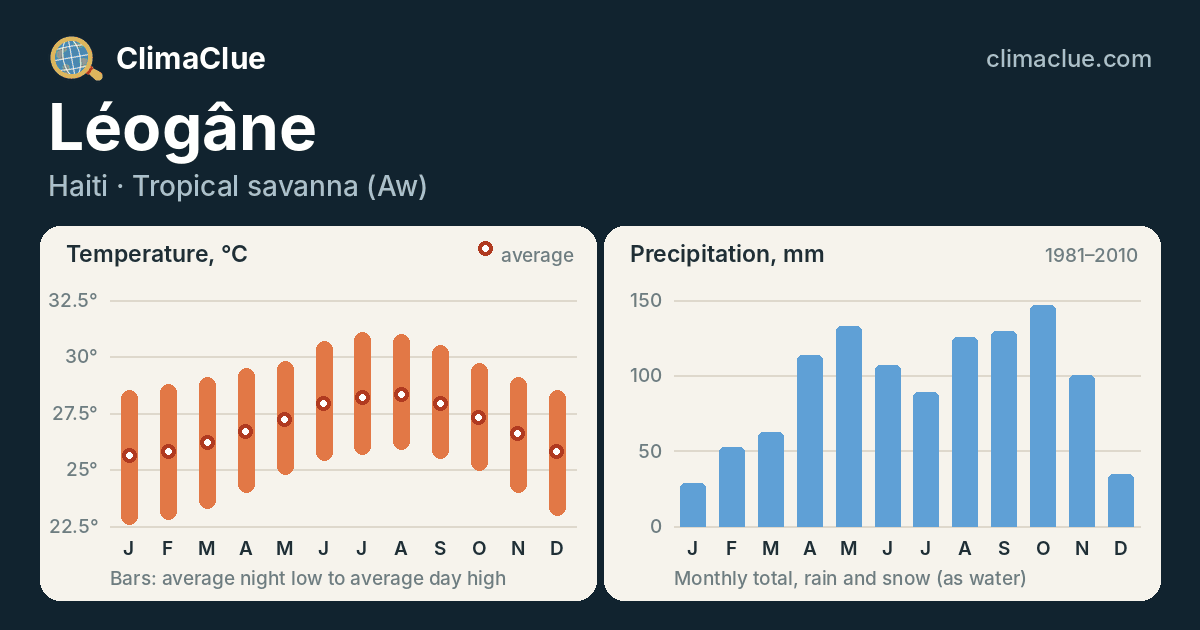 ClimaClue
climaclue.com
Léogâne
Haiti · Tropical savanna (Aw)
Temperature, °C
average
32.5°
30°
27.5°
25°
22.5°
J F M A M J J A S O N D
Bars: average night low to average day high
Precipitation, mm
1981–2010
150
100
50
0
J F M A M J J A S O N D
Monthly total, rain and snow (as water)